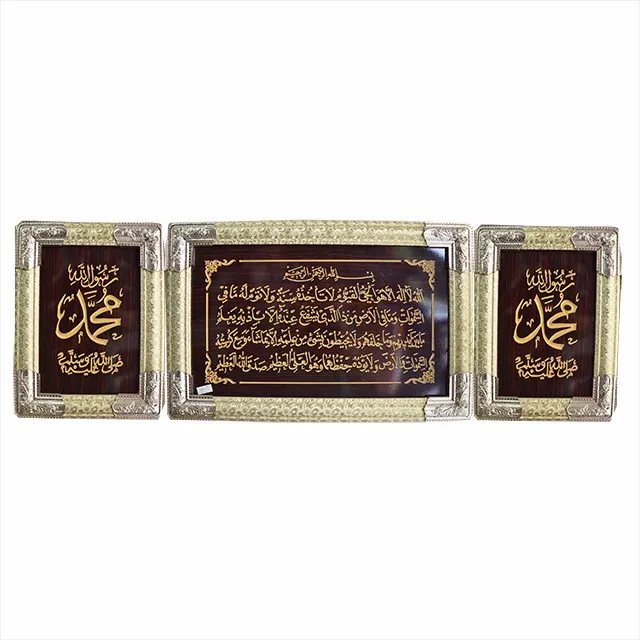 رسول الله
محمد
صلى الله عليه وسلم
بسم الله الرحمن الرحيم
الله لا إله إلا هو الحي القيوم لا تأخذه سنة ولا نوم له ما في
السموات وما في الأرض من ذا الذي يشفع عنده إلا بإذنه يعلم
ما بين أيديهم وما خلفهم ولا يحيطون بشيء من علمه إلا بما شاء وسع كرسيه
السموات والأرض ولا يؤده حفظهما وهو العلي العظيم صدق الله العظيم
رسول الله
محمد
صلى الله عليه وسلم